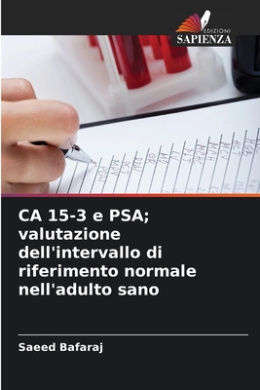 EDIZIONI
SAPIENZA
CA 15-3 e PSA;
valutazione
dell'intervallo di
riferimento normale
nell'adulto sano
Saeed Bafaraj